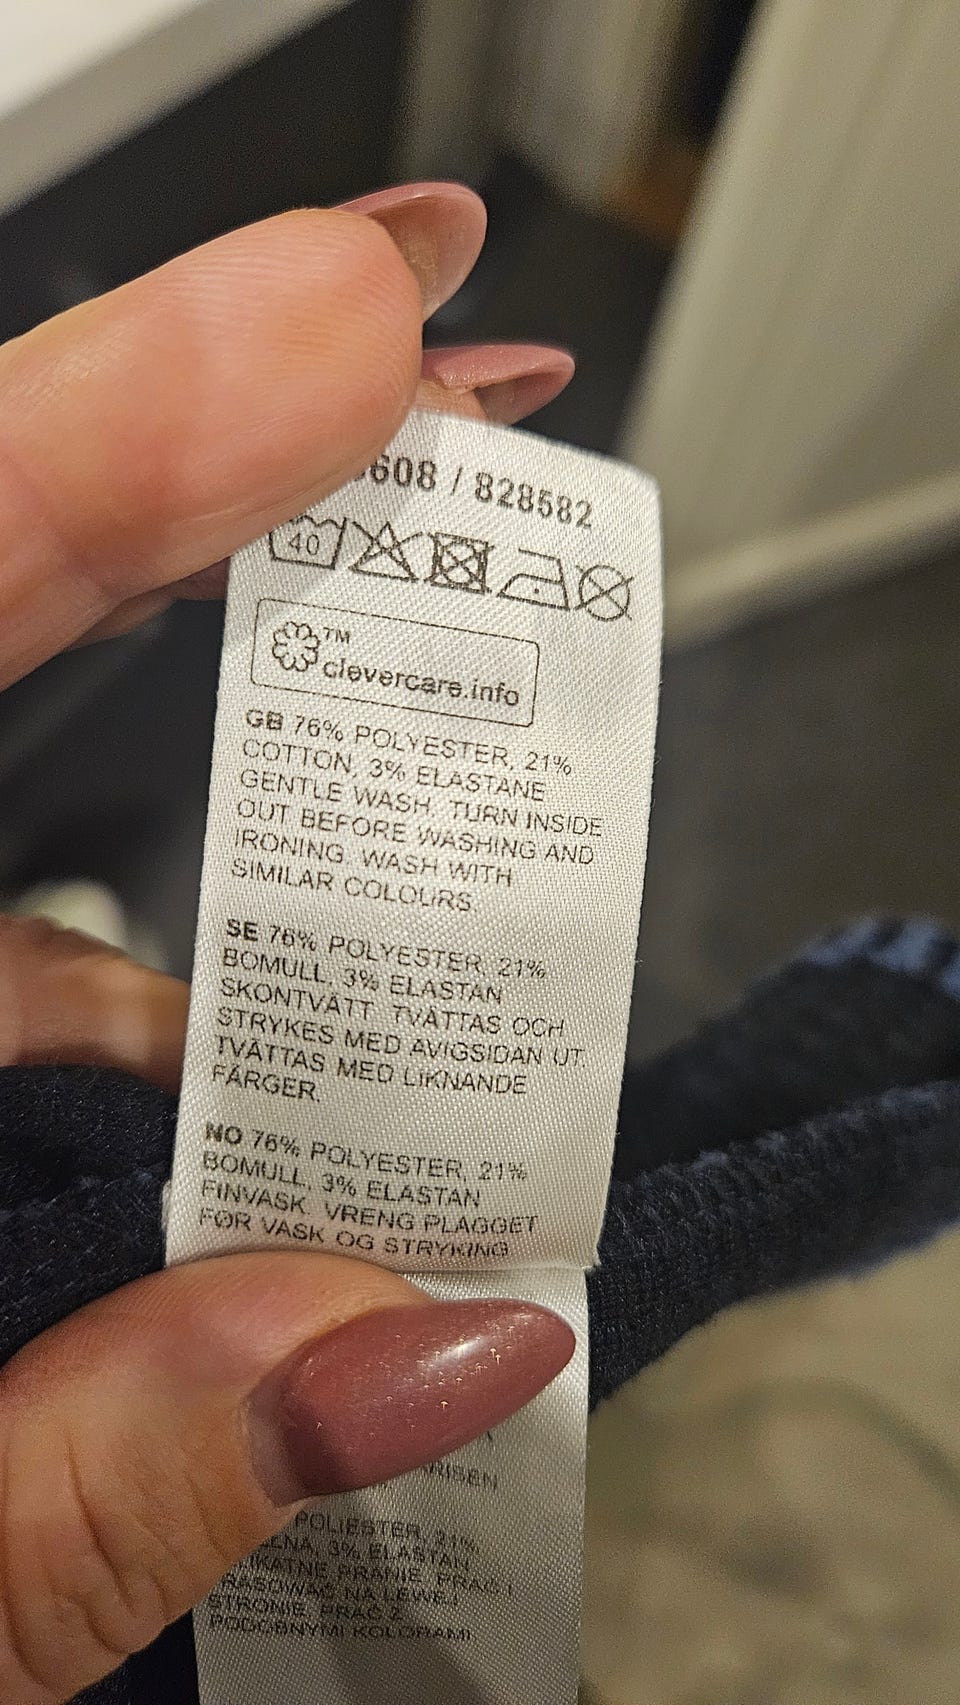 608 / 828582
40
TM
clevercare.info
GB 76% POLYESTER, 21%
COTTON, 3% ELASTANE
GENTLE WASH. TURN INSIDE
OUT BEFORE WASHING AND
IRONING. WASH WITH
SIMILAR COLOURS.
SE 76% POLYESTER, 21%
BOMULL, 3% ELASTAN
SKONTVÄTT. TVÄTTAS OCH
STRYKES MED AVIGSIDAN UT.
TVÄTTAS MED LIKNANDE
FÄRGER.
NO 76% POLYESTER, 21%
BOMULL, 3% ELASTAN
FINVASK. VRENG PLAGGET
FØR VASK OG STRYKING
POLIESTER, 21%
3% ELASTAN
PRANIE. PRAĆ I
NA LEWEJ
STRONIE. PRAĆ Z
PODOBNYMI KOLORAMI.